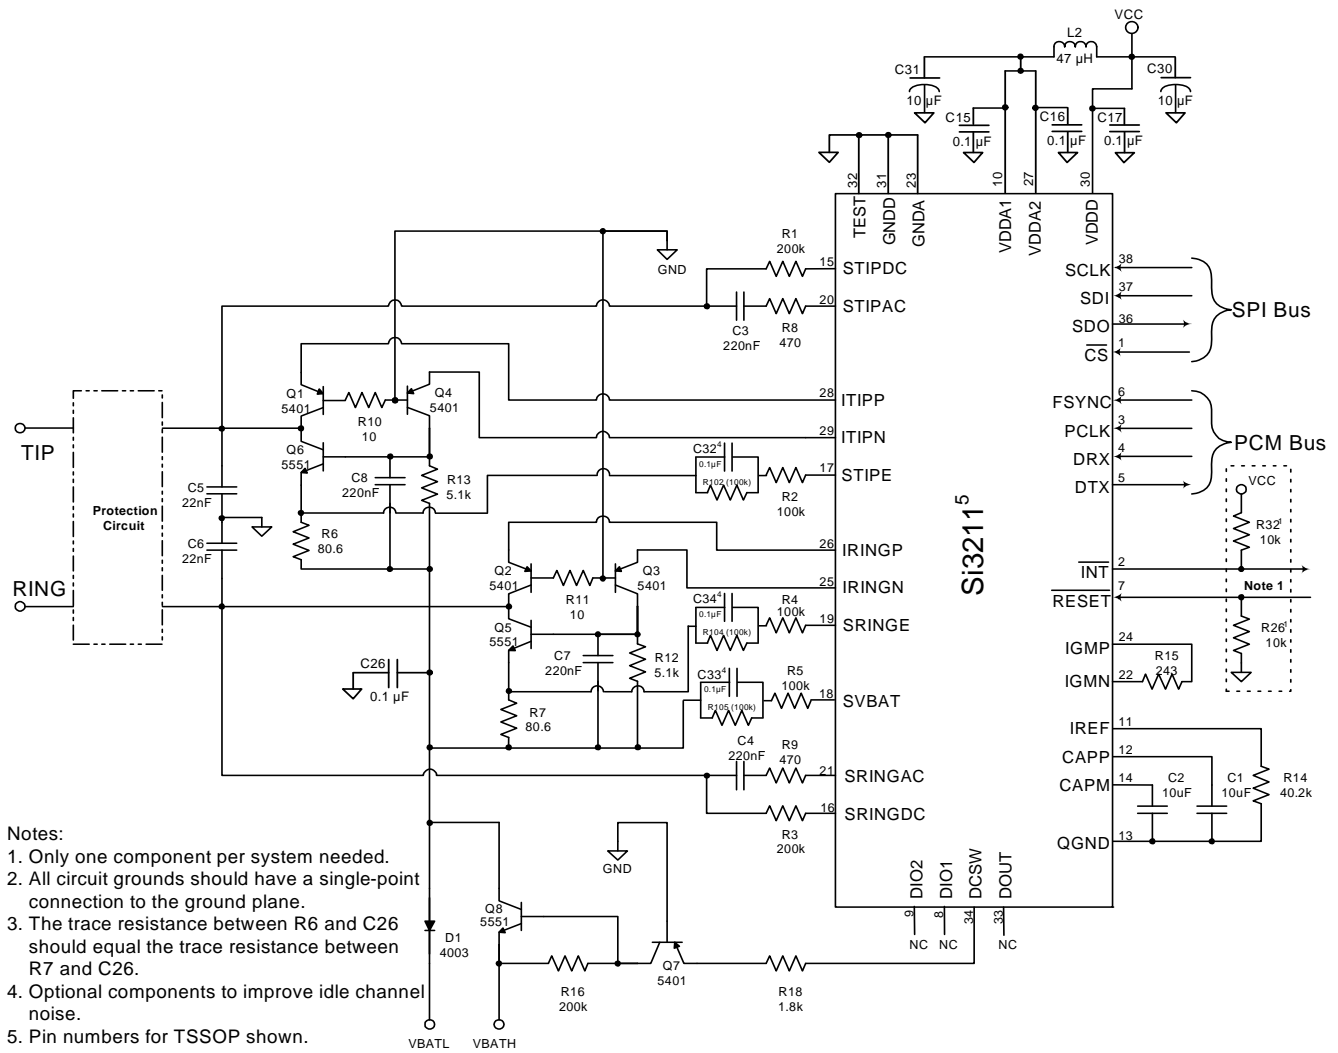 VCC
L2
47 µH
C31
10 µF
C30
10 µF
C15
0.1 µF
C16
0.1 µF
C17
0.1 µF
32
31
23
10
27
30
TEST
GNDD
GNDA
VDDA1
VDDA2
VDDD
GND
R1
200k
15
STIPDC
20
STIPAC
C3
220nF
R8
470
SCLK
38
SDI
37
SDO
36
CS
1
SPI Bus
FSYNC
6
PCLK
3
DRX
4
DTX
5
PCM Bus
Q1
5401
R10
10
Q4
5401
28
ITIPP
29
ITIPN
TIP
Q6
5551
C8
220nF
R13
5.1k
C32⁴
0.1µF
R102 (100k)
R2
100k
17
STIPE
C5
22nF
C6
22nF
Protection
Circuit
R6
80.6
Si3211⁵
VCC
R32¹
10k
INT
2
Note 1
RESET
7
R26¹
10k
26
IRINGP
25
IRINGN
RING
Q2
5401
R11
10
Q3
5401
Q5
5551
C7
220nF
R12
5.1k
C34⁴
0.1µF
R104 (100k)
R4
100k
19
SRINGE
IGMP
24
R15
243
IGMN
22
C26
0.1 µF
R7
80.6
C33⁴
0.1µF
R105 (100k)
R5
100k
18
SVBAT
IREF
11
CAPP
12
CAPM
14
C2
10uF
C1
10uF
R14
40.2k
QGND
13
C4
220nF
R9
470
21
SRINGAC
16
SRINGDC
R3
200k
GND
DIO2
DIO1
DCSW
DOUT
9
8
34
33
NC
NC
NC
Q8
5551
D1
4003
R16
200k
Q7
5401
R18
1.8k
VBATL
VBATH
Notes:
1. Only one component per system needed.
2. All circuit grounds should have a single-point
connection to the ground plane.
3. The trace resistance between R6 and C26
should equal the trace resistance between
R7 and C26.
4. Optional components to improve idle channel
noise.
5. Pin numbers for TSSOP shown.